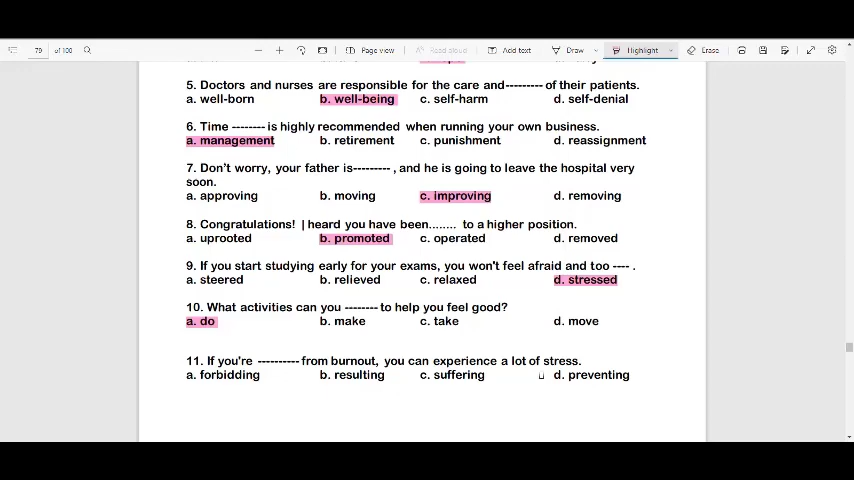 79 of 100 Page view Read aloud Add text Draw Highlight Erase
5. Doctors and nurses are responsible for the care and--------- of their patients.
a. well-born b. well-being c. self-harm d. self-denial
6. Time -------- is highly recommended when running your own business.
a. management b. retirement c. punishment d. reassignment
7. Don't worry, your father is--------- , and he is going to leave the hospital very
soon.
a. approving b. moving c. improving d. removing
8. Congratulations! I heard you have been........ to a higher position.
a. uprooted b. promoted c. operated d. removed
9. If you start studying early for your exams, you won't feel afraid and too ---- .
a. steered b. relieved c. relaxed d. stressed
10. What activities can you -------- to help you feel good?
a. do b. make c. take d. move
11. If you're ---------- from burnout, you can experience a lot of stress.
a. forbidding b. resulting c. suffering d. preventing